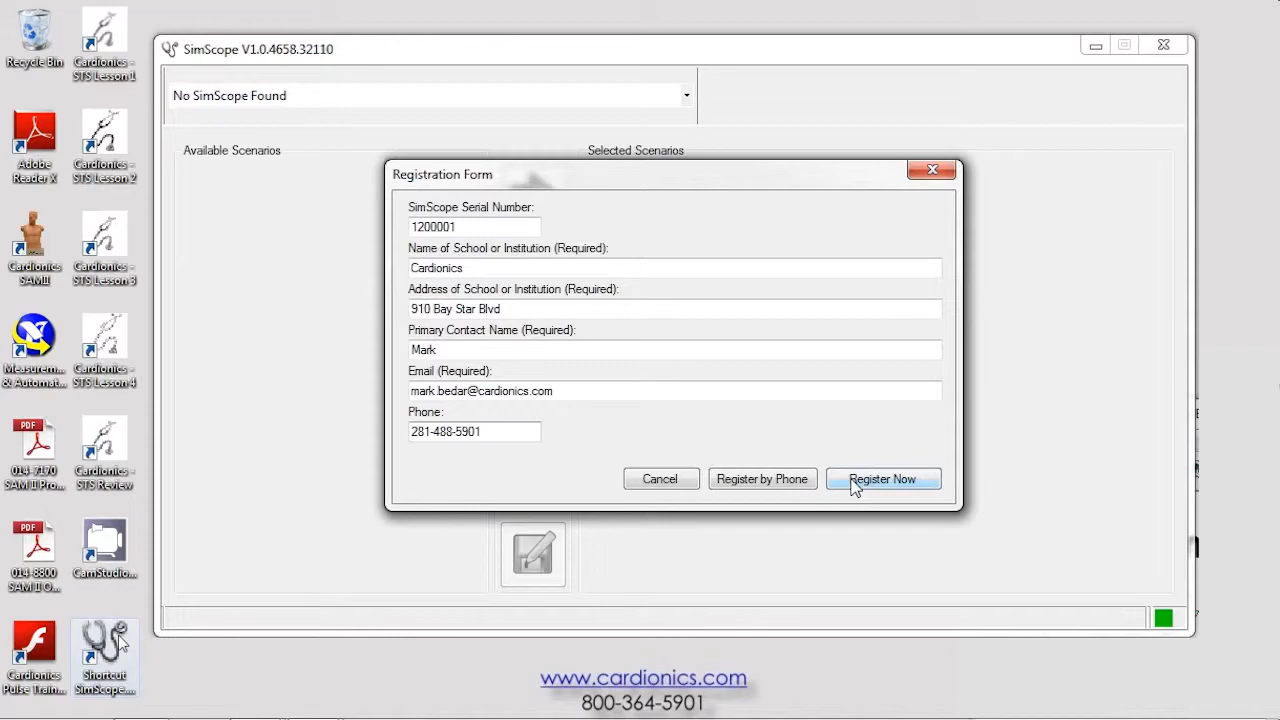 Recycle Bin
Cardionics -
STS Lesson 1
Adobe
Reader X
Cardionics -
STS Lesson 2
Cardionics
SAMII
Cardionics -
STS Lesson 3
Measurem...
& Automat...
Cardionics -
STS Lesson 4
PDF
014-7170
SAM II Pro...
Cardionics -
STS Review
PDF
014-8800
SAM II O...
CamStudio...
Cardionics
Pulse Train...
Shortcut
SimScope....
SimScope V1.0.4658.32110
No SimScope Found
Available Scenarios
Selected Scenarios
Registration Form
SimScope Serial Number:
1200001
Name of School or Institution (Required):
Cardionics
Address of School or Institution (Required):
910 Bay Star Blvd
Primary Contact Name (Required):
Mark
Email (Required):
mark.bedar@cardionics.com
Phone:
281-488-5901
Cancel
Register by Phone
Register Now
www.cardionics.com
800-364-5901